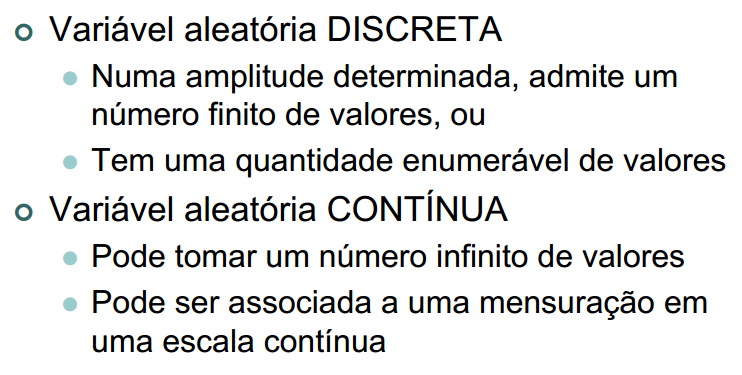 Variável aleatória DISCRETA
Numa amplitude determinada, admite um
número finito de valores, ou
Tem uma quantidade enumerável de valores
Variável aleatória CONTÍNUA
Pode tomar um número infinito de valores
Pode ser associada a uma mensuração em
uma escala contínua